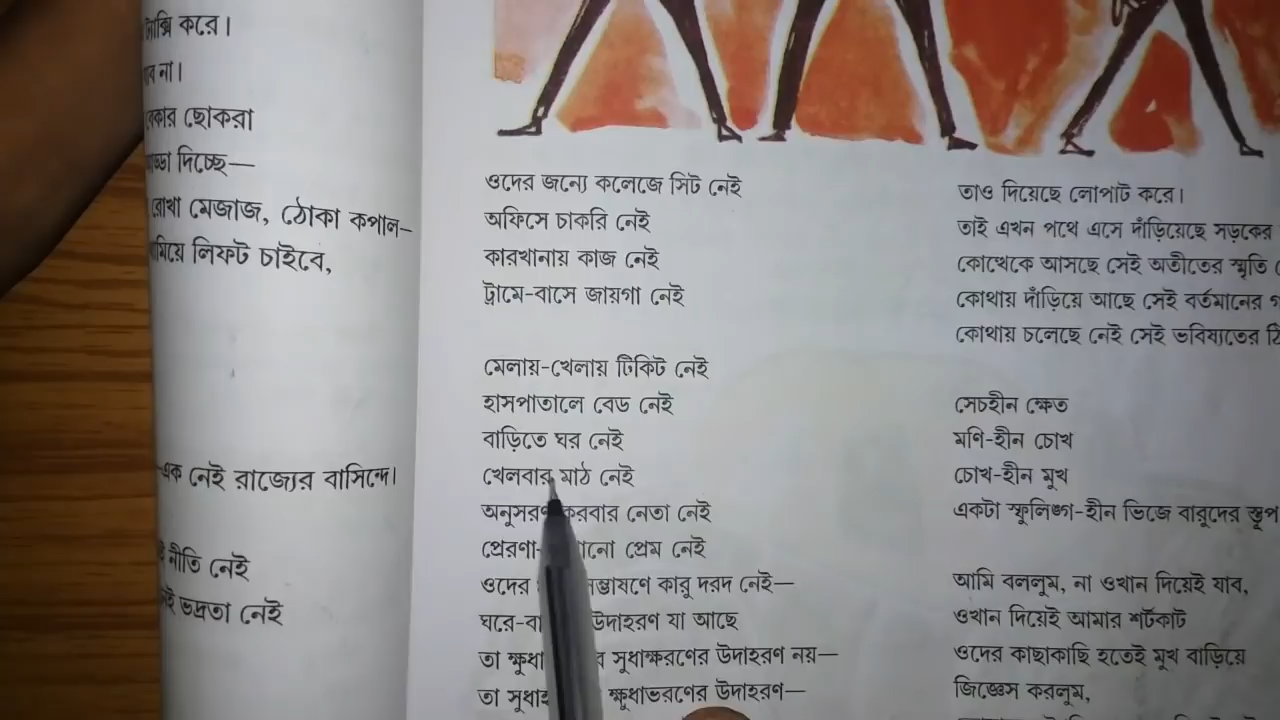 করে।
না।
ছোকরা
দিচ্ছে—
মেজাজ, ঠোকা কপাল–
লিফট চাইবে,
এক নেই রাজ্যের বাসিন্দে।
নীতি নেই
ভদ্রতা নেই
ওদের জন্যে কলেজে সিট নেই
অফিসে চাকরি নেই
কারখানায় কাজ নেই
ট্রামে-বাসে জায়গা নেই
মেলায়-খেলায় টিকিট নেই
হাসপাতালে বেড নেই
বাড়িতে ঘর নেই
খেলবার মাঠ নেই
অনুসরণ করবার নেতা নেই
প্রেরণা- প্রেম নেই
ওদের কারু দরদ নেই—
উদাহরণ যা আছে
তা সুধাক্ষরণের উদাহরণ নয়—
তা ক্ষুধাভরণের উদাহরণ—
তাও দিয়েছে লোপাট করে।
তাই এখন পথে এসে দাঁড়িয়েছে সড়কের
কোত্থেকে আসছে সেই অতীতের স্মৃতি
কোথায় দাঁড়িয়ে আছে সেই বর্তমানের
কোথায় চলেছে নেই সেই ভবিষ্যতের
সেচহীন ক্ষেত
মণি-হীন চোখ
চোখ-হীন মুখ
একটা স্ফুলিঙ্গ-হীন ভিজে বারুদের স্তূপ
আমি বললুম, না ওখান দিয়েই যাব,
ওখান দিয়েই আমার শর্টকাট
ওদের কাছাকাছি হতেই মুখ বাড়িয়ে
জিজ্ঞেস করলুম,